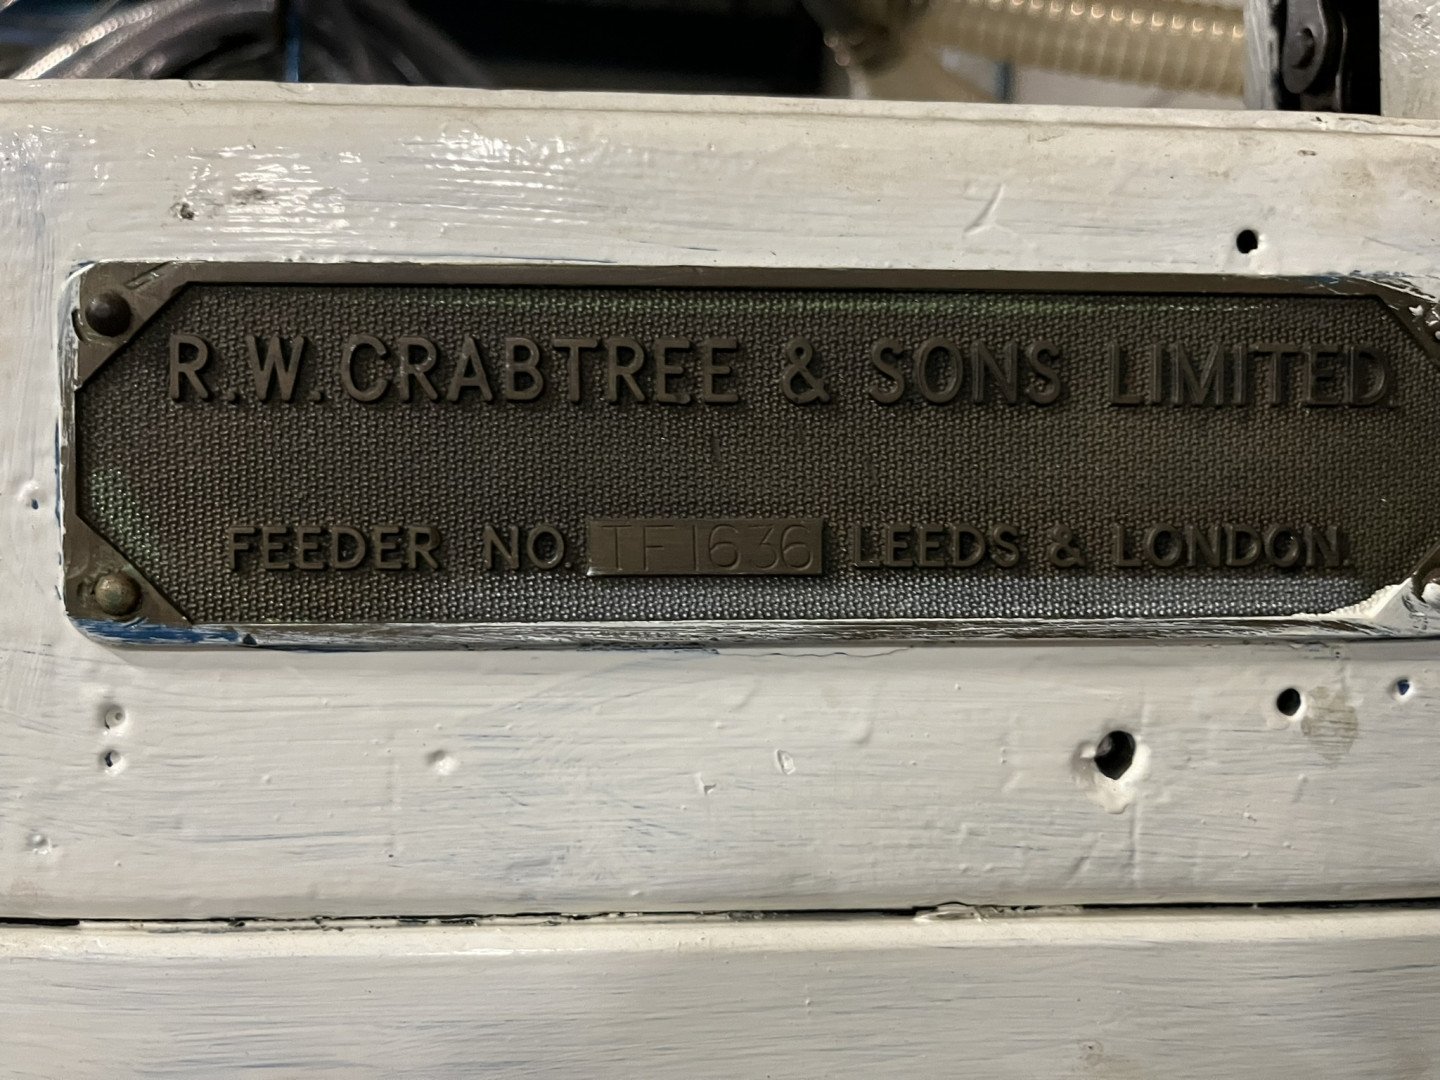 R.W. CRABTREE & SONS LIMITED.
FEEDER NO. TF1636 LEEDS & LONDON.